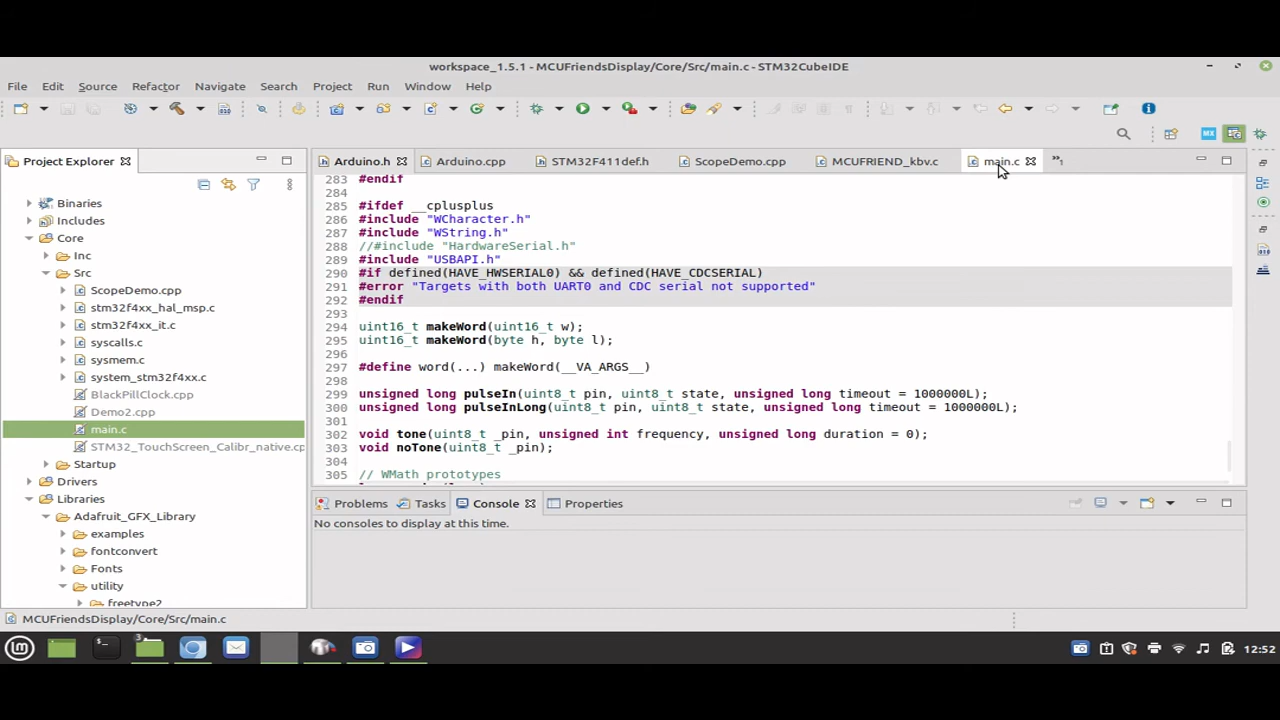 workspace_1.5.1 - MCUFriendsDisplay/Core/Src/main.c - STM32CubeIDE
File Edit Source Refactor Navigate Search Project Run Window Help
Project Explorer
Arduino.h Arduino.cpp STM32F411def.h ScopeDemo.cpp MCUFRIEND_kbv.c main.c »1
Binaries
Includes
Core
Inc
Src
ScopeDemo.cpp
stm32f4xx_hal_msp.c
stm32f4xx_it.c
syscalls.c
sysmem.c
system_stm32f4xx.c
BlackPillClock.cpp
Demo2.cpp
main.c
STM32_TouchScreen_Calibr_native.cp
Startup
Drivers
Libraries
Adafruit_GFX_Library
examples
fontconvert
Fonts
utility
freetype2
283 #endif
284
285 #ifdef __cplusplus
286 #include "WCharacter.h"
287 #include "WString.h"
288 //#include "HardwareSerial.h"
289 #include "USBAPI.h"
290 #if defined(HAVE_HWSERIAL0) && defined(HAVE_CDCSERIAL)
291 #error "Targets with both UART0 and CDC serial not supported"
292 #endif
293
294 uint16_t makeWord(uint16_t w);
295 uint16_t makeWord(byte h, byte l);
296
297 #define word(...) makeWord(__VA_ARGS__)
298
299 unsigned long pulseIn(uint8_t pin, uint8_t state, unsigned long timeout = 1000000L);
300 unsigned long pulseInLong(uint8_t pin, uint8_t state, unsigned long timeout = 1000000L);
301
302 void tone(uint8_t _pin, unsigned int frequency, unsigned long duration = 0);
303 void noTone(uint8_t _pin);
304
305 // WMath prototypes
Problems Tasks Console Properties
No consoles to display at this time.
MCUFriendsDisplay/Core/Src/main.c
3
12:52